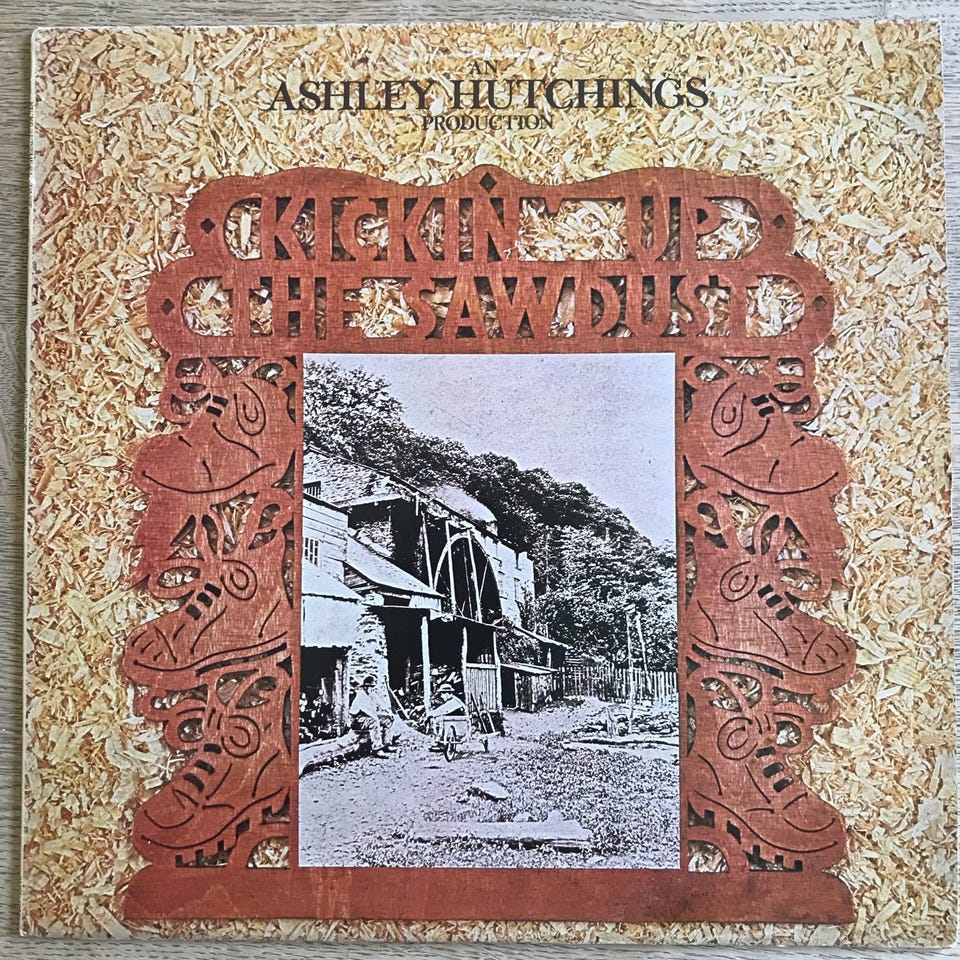 AN
ASHLEY HUTCHINGS
PRODUCTION
KICKIN' UP
THE SAWDUST